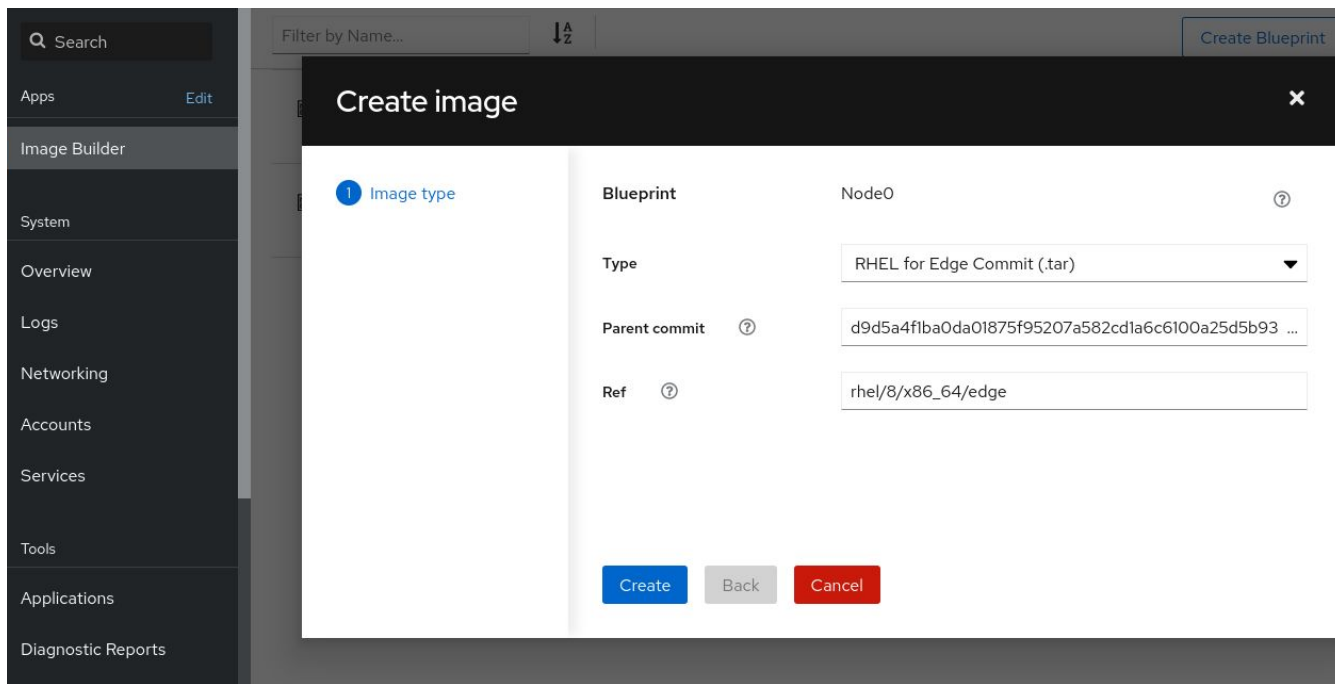 Search
Apps Edit
Image Builder
System
Overview
Logs
Networking
Accounts
Services
Tools
Applications
Diagnostic Reports
Filter by Name...
Create Blueprint
Create image
1 Image type
Blueprint Node0
Type RHEL for Edge Commit (.tar)
Parent commit d9d5a4f1ba0da01875f95207a582cd1a6c6100a25d5b93 ...
Ref rhel/8/x86_64/edge
Create Back Cancel